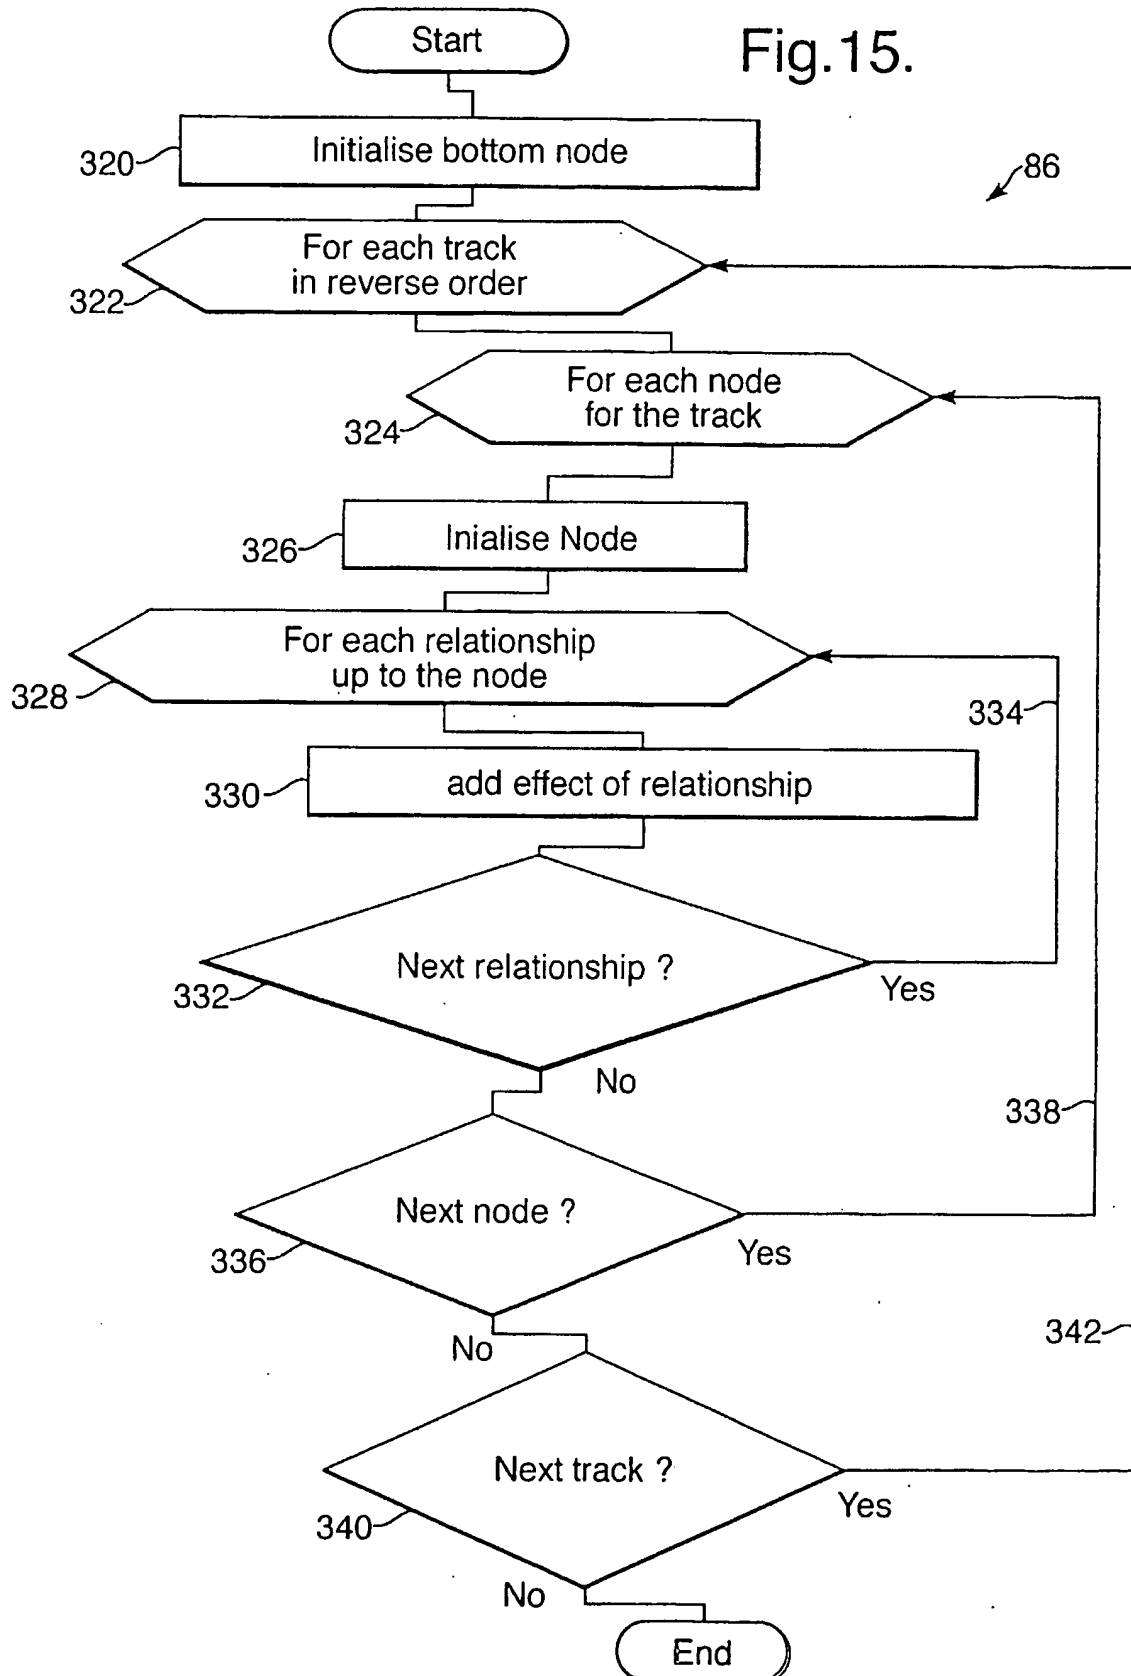 Start
Fig.15.
320
Initialise bottom node
86
For each track
in reverse order
322
For each node
for the track
324
326
Inialise Node
For each relationship
up to the node
328
334
330
add effect of relationship
Next relationship ?
332
Yes
No
338
Next node ?
336
Yes
No
342
Next track ?
340
Yes
No
End